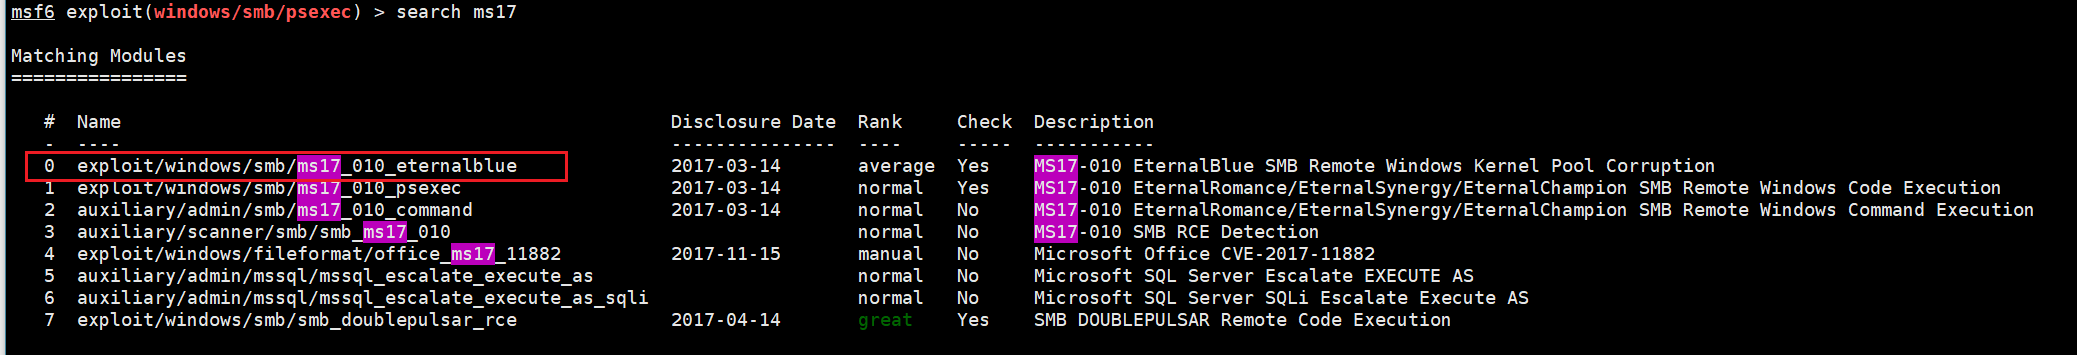 msf6 exploit(windows/smb/psexec) > search ms17
Matching Modules
================
#  Name                                               Disclosure Date  Rank     Check  Description
-  ----                                               ---------------  ----     -----  -----------
0  exploit/windows/smb/ms17_010_eternalblue           2017-03-14       average  Yes    MS17-010 EternalBlue SMB Remote Windows Kernel Pool Corruption
1  exploit/windows/smb/ms17_010_psexec                2017-03-14       normal   Yes    MS17-010 EternalRomance/EternalSynergy/EternalChampion SMB Remote Windows Code Execution
2  auxiliary/admin/smb/ms17_010_command               2017-03-14       normal   No     MS17-010 EternalRomance/EternalSynergy/EternalChampion SMB Remote Windows Command Execution
3  auxiliary/scanner/smb/smb_ms17_010                                  normal   No     MS17-010 SMB RCE Detection
4  exploit/windows/fileformat/office_ms17_11882       2017-11-15       manual   No     Microsoft Office CVE-2017-11882
5  auxiliary/admin/mssql/mssql_escalate_execute_as                     normal   No     Microsoft SQL Server Escalate EXECUTE AS
6  auxiliary/admin/mssql/mssql_escalate_execute_as_sqli                normal   No     Microsoft SQL Server SQLi Escalate Execute AS
7  exploit/windows/smb/smb_doublepulsar_rce           2017-04-14       great    Yes    SMB DOUBLEPULSAR Remote Code Execution